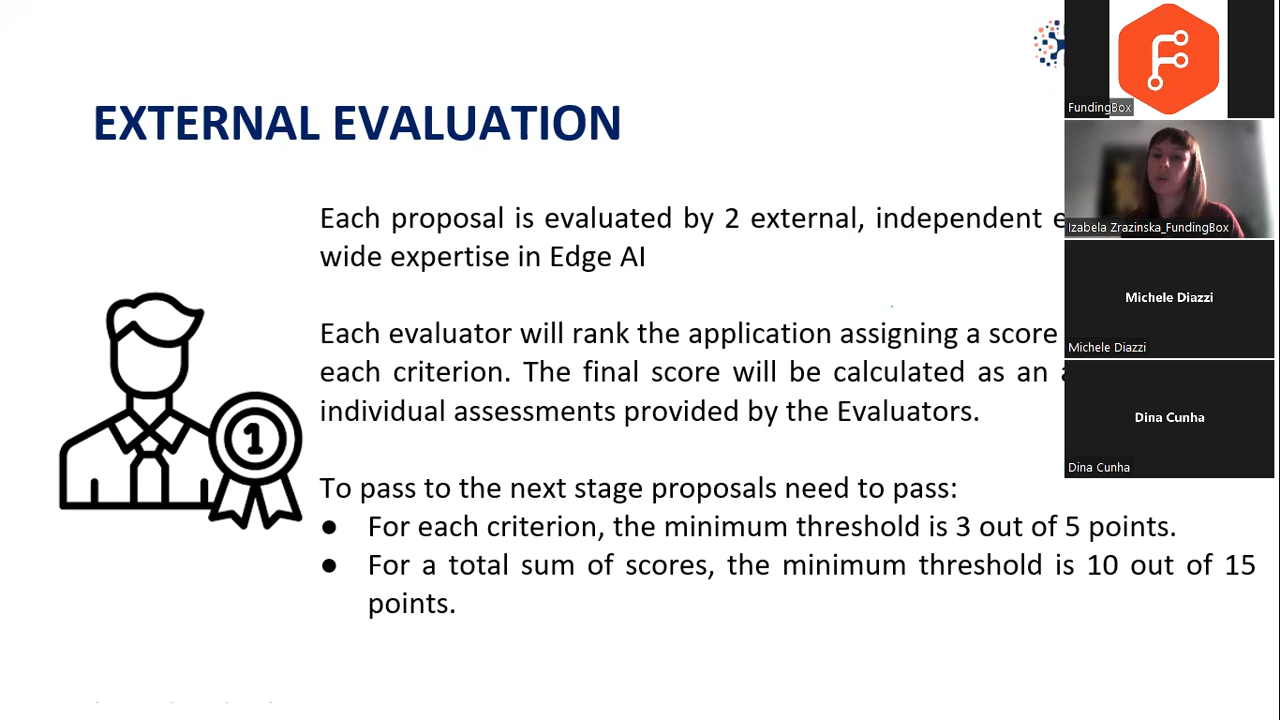 EXTERNAL EVALUATION
Each proposal is evaluated by 2 external, independent
wide expertise in Edge AI
Each evaluator will rank the application assigning a score
each criterion. The final score will be calculated as an
individual assessments provided by the Evaluators.
1
To pass to the next stage proposals need to pass:
● For each criterion, the minimum threshold is 3 out of 5 points.
● For a total sum of scores, the minimum threshold is 10 out of 15
points.
FundingBox
Izabela Zrazinska_FundingBox
Michele Diazzi
Michele Diazzi
Dina Cunha
Dina Cunha